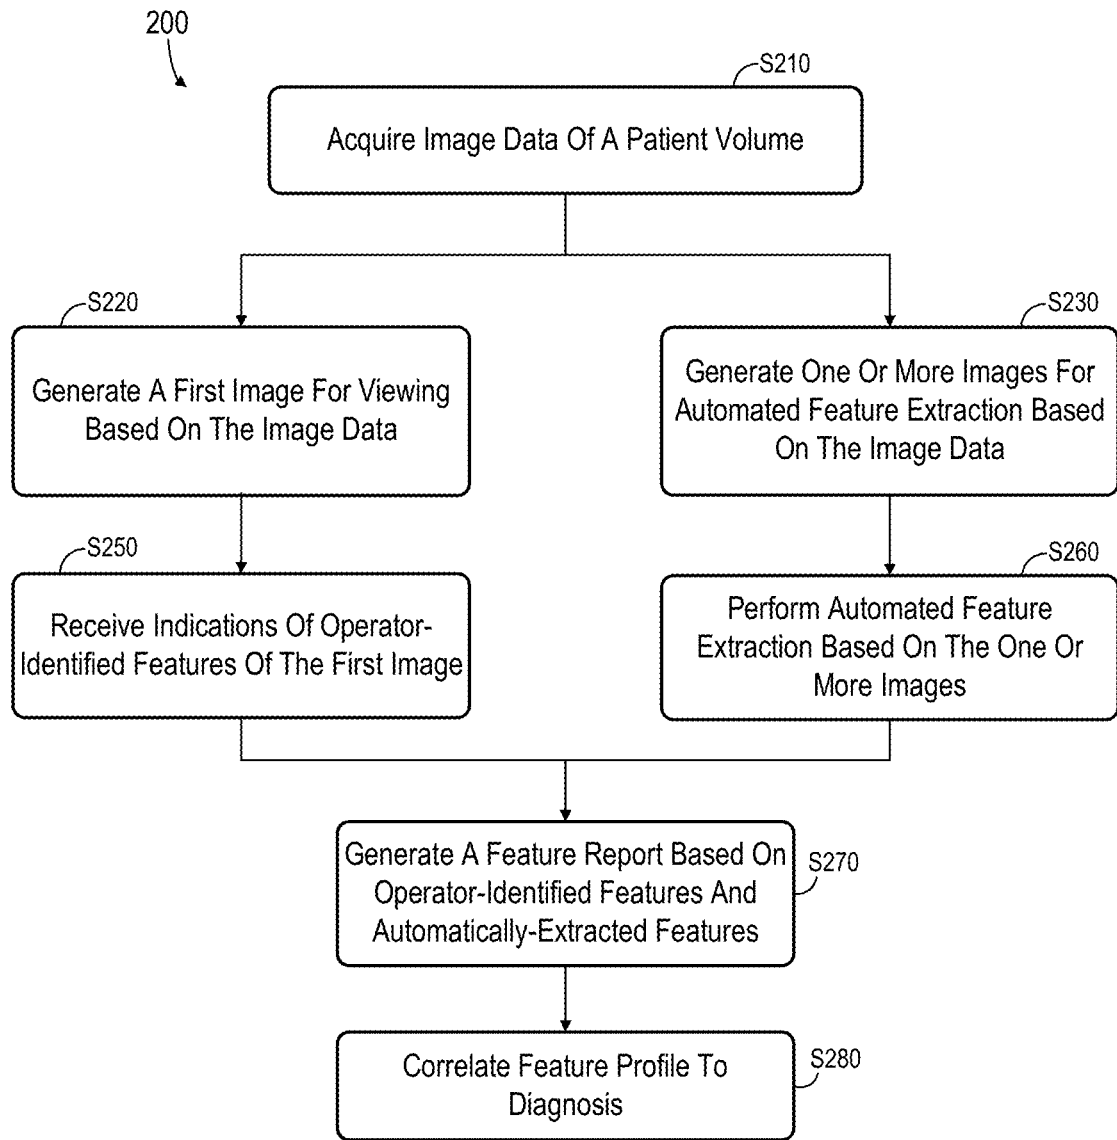 200
S210
Acquire Image Data Of A Patient Volume
S220
Generate A First Image For Viewing
Based On The Image Data
S230
Generate One Or More Images For
Automated Feature Extraction Based
On The Image Data
S250
Receive Indications Of Operator-
Identified Features Of The First Image
S260
Perform Automated Feature
Extraction Based On The One Or
More Images
Generate A Feature Report Based On
Operator-Identified Features And
Automatically-Extracted Features
S270
Correlate Feature Profile To
Diagnosis
S280